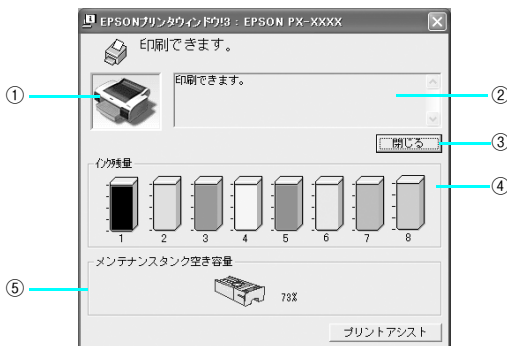 EPSONプリンタウィンドウ!3 : EPSON PX-XXXX
印刷できます。
①
印刷できます。
②
閉じる
③
インク残量
④
1 2 3 4 5 6 7 8
メンテナンスタンク空き容量
⑤
73%
プリントアシスト